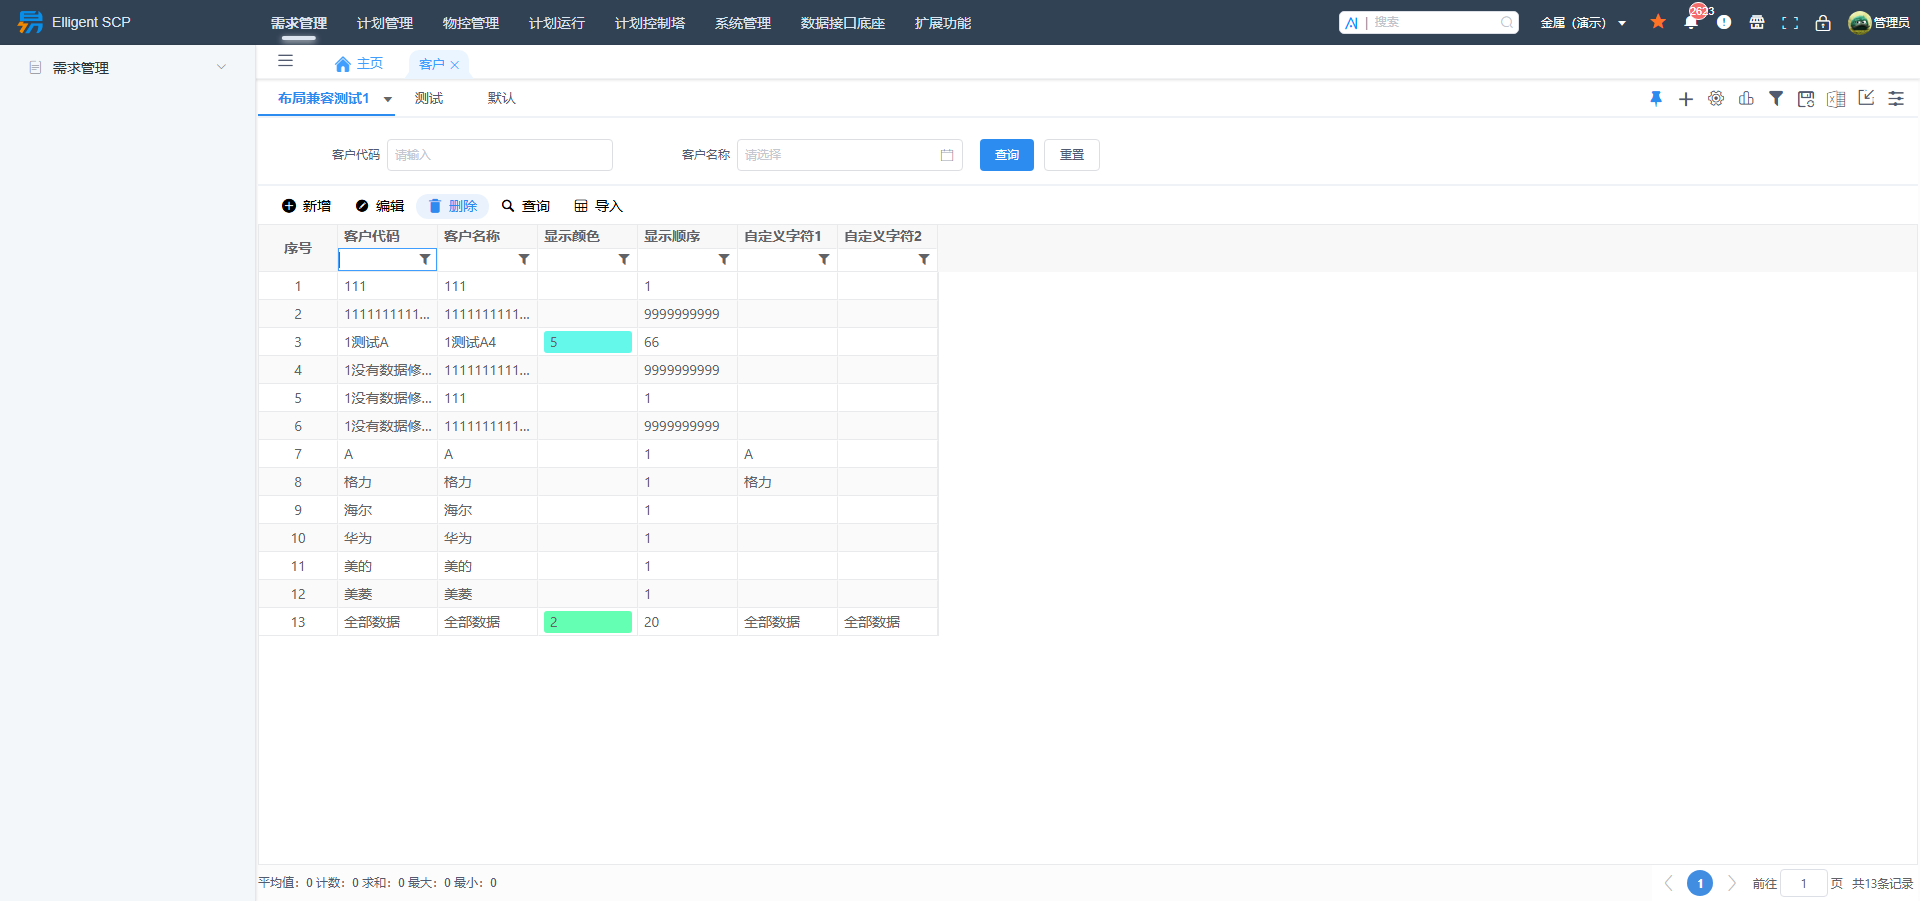 Elligent SCP 需求管理 计划管理 物控管理 计划运行 计划控制塔 系统管理 数据接口底座 扩展功能 AI | 搜索 金属（演示） 2623 管理员
需求管理 主页 客户
布局兼容测试1 测试 默认
客户代码 请输入 客户名称 请选择 查询 重置
新增 编辑 删除 查询 导入
序号 客户代码 客户名称 显示颜色 显示顺序 自定义字符1 自定义字符2
1 111 111 1
2 1111111111... 1111111111... 9999999999
3 1测试A 1测试A4 5 66
4 1没有数据修... 1111111111... 9999999999
5 1没有数据修... 111 1
6 1没有数据修... 1111111111... 9999999999
7 A A 1 A
8 格力 格力 1 格力
9 海尔 海尔 1
10 华为 华为 1
11 美的 美的 1
12 美菱 美菱 1
13 全部数据 全部数据 2 20 全部数据 全部数据
平均值：0 计数：0 求和：0 最大：0 最小：0 1 前往 1 页 共13条记录